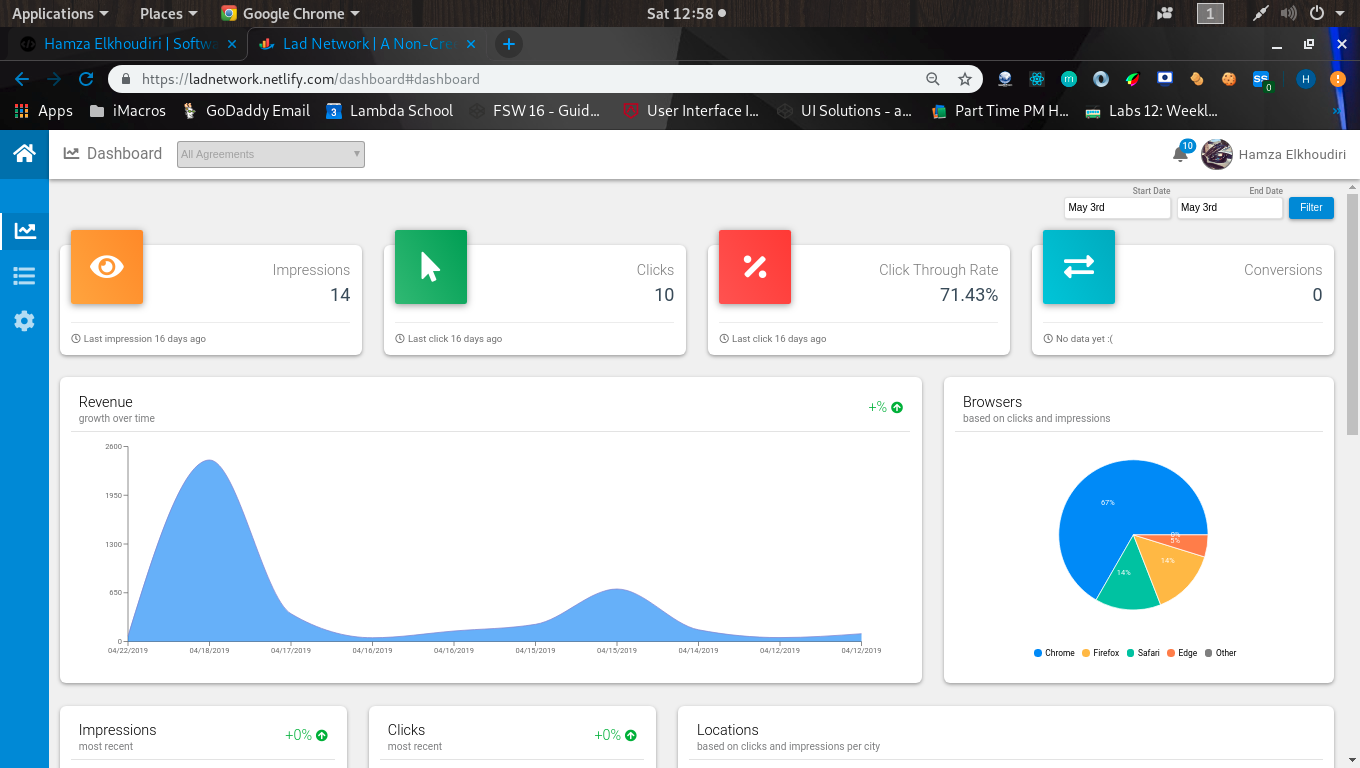 Applications Places Google Chrome Sat 12:58 1
Hamza Elkhoudiri | Softwa Lad Network | A Non-Cre
https://ladnetwork.netlify.com/dashboard#dashboard
0 H
Apps iMacros GoDaddy Email 3 Lambda School FSW 16 - Guid... User Interface I... UI Solutions - a... Part Time PM H... Labs 12: Weekl... »
Dashboard All Agreements 10 Hamza Elkhoudiri
Start Date End Date
May 3rd May 3rd Filter
Impressions Clicks Click Through Rate Conversions
14 10 71.43% 0
Last impression 16 days ago Last click 16 days ago Last click 16 days ago No data yet :(
Revenue
growth over time
+%
2600
1950
1300
650
0
04/22/2019 04/18/2019 04/17/2019 04/16/2019 04/16/2019 04/15/2019 04/15/2019 04/14/2019 04/12/2019 04/12/2019
Browsers
based on clicks and impressions
67%
5%
14%
14%
Chrome Firefox Safari Edge Other
Impressions
most recent
+0%
Clicks
most recent
+0%
Locations
based on clicks and impressions per city